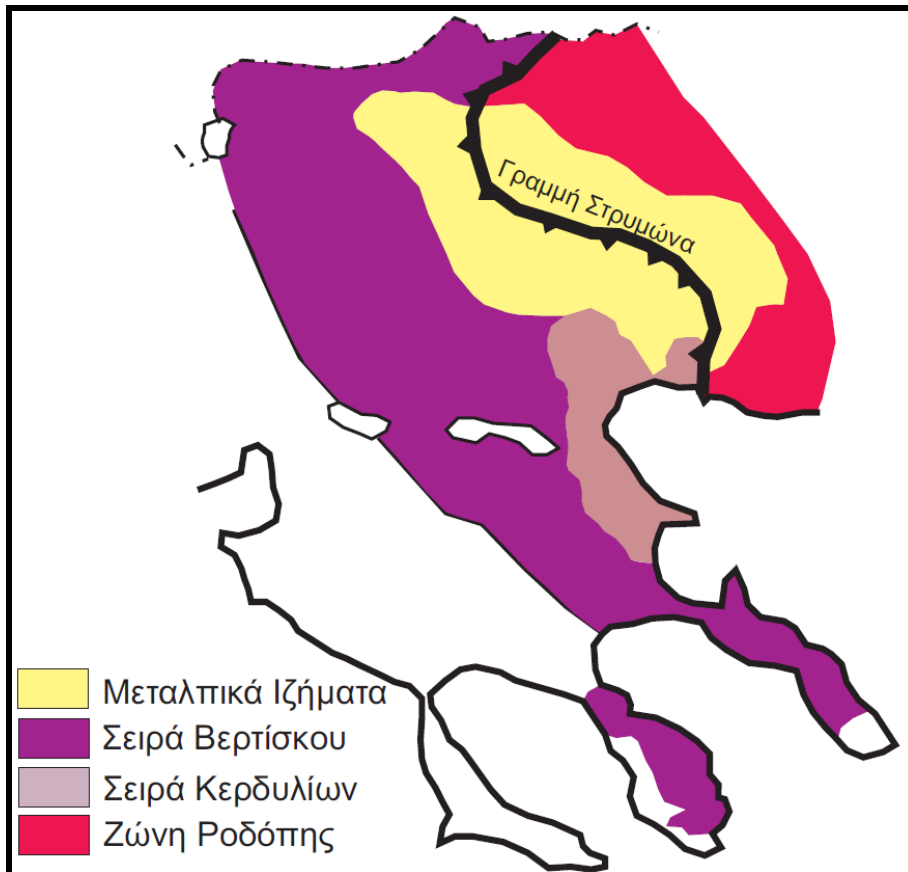 Γραμμή Στρυμώνα
Μεταλπικά Ιζήματα
Σειρά Βερτίσκου
Σειρά Κερδυλίων
Ζώνη Ροδόπης